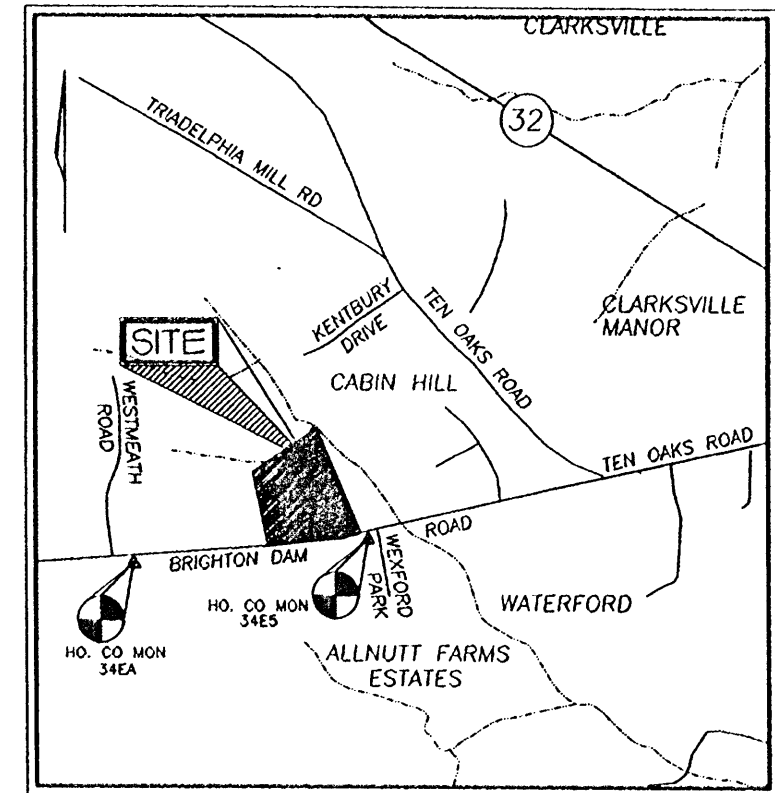 CLARKSVILLE
32
TRIADELPHIA MILL RD
KENTBURY
DRIVE
TEN OAKS ROAD
CLARKSVILLE
MANOR
SITE
CABIN HILL
WESTMEATH
ROAD
TEN OAKS ROAD
BRIGHTON DAM
ROAD
WEXFORD
PARK
HO. CO MON
34E5
WATERFORD
HO. CO MON
34EA
ALLNUTT FARMS
ESTATES